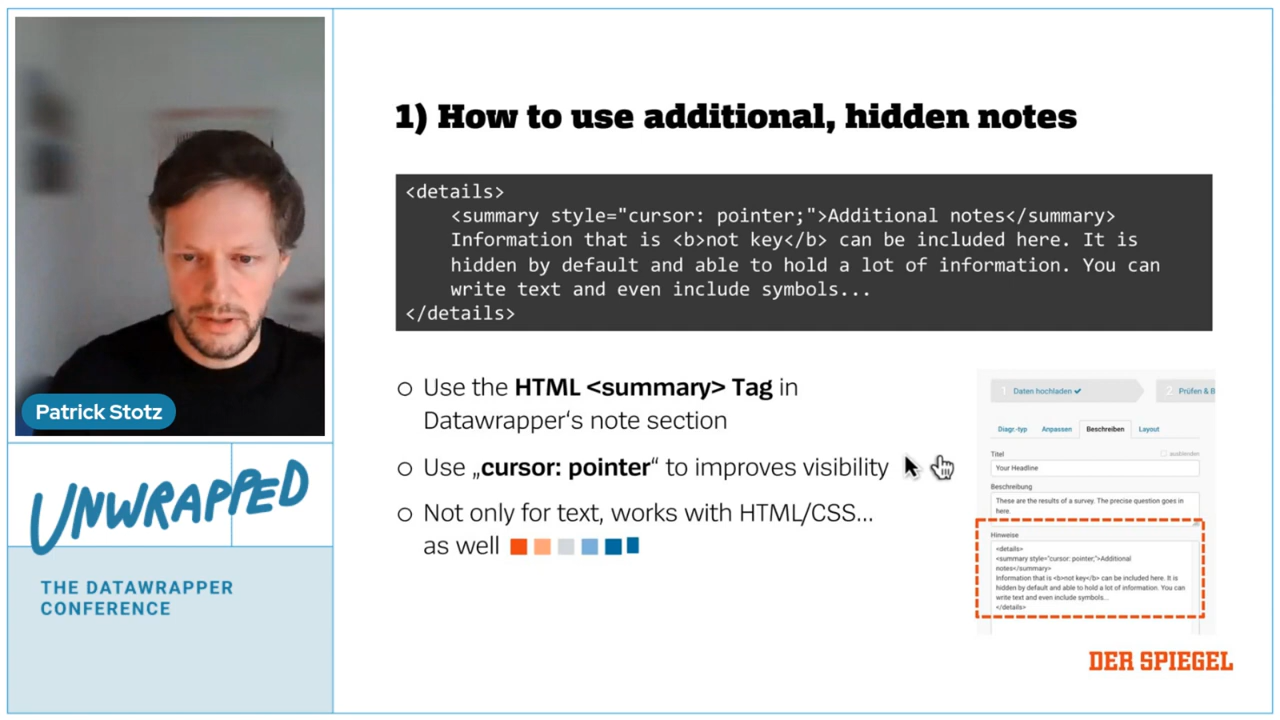 Patrick Stotz
UNWRAPPED
THE DATAWRAPPER
CONFERENCE
1) How to use additional, hidden notes
<details>
<summary style="cursor: pointer;">Additional notes</summary>
Information that is <b>not key</b> can be included here. It is
hidden by default and able to hold a lot of information. You can
write text and even include symbols...
</details>
○ Use the HTML <summary> Tag in
Datawrapper‘s note section
○ Use „cursor: pointer“ to improves visibility
○ Not only for text, works with HTML/CSS...
as well
1 Daten hochladen ✔ 2 Prüfen & B
Diagr.-typ Anpassen Beschreiben Layout
Titel ausblenden
Your Headline
Beschreibung
These are the results of a survey. The precise question goes in
here.
Hinweise
<details>
<summary style="cursor: pointer;">Additional
notes</summary>
Information that is <b>not key</b> can be included here. It is
hidden by default and able to hold a lot of information. You can
write text and even include symbols...
</details>
DER SPIEGEL